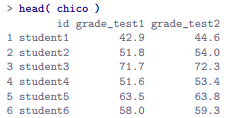 > head( chico )
id grade_test1 grade_test2
1 student1 42.9 44.6
2 student2 51.8 54.0
3 student3 71.7 72.3
4 student4 51.6 53.4
5 student5 63.5 63.8
6 student6 58.0 59.3